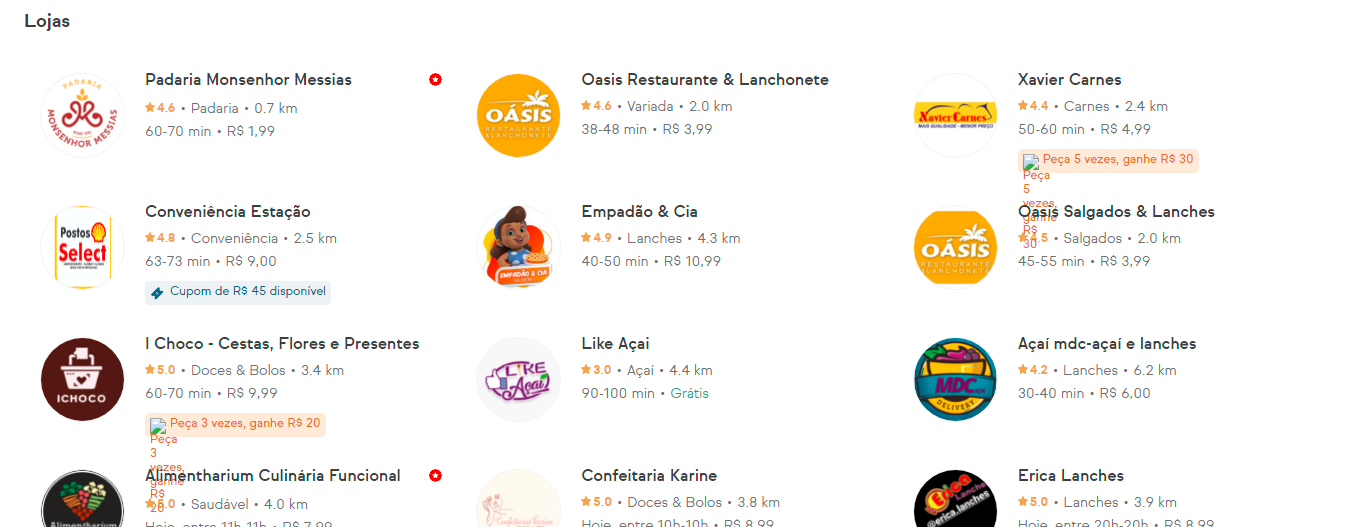 Lojas
PADARIA
MONSENHOR MESSIAS
Padaria Monsenhor Messias
4.6 • Padaria • 0.7 km
60-70 min • R$ 1,99
OÁSIS
RESTAURANTE
& LANCHONETE
Oasis Restaurante & Lanchonete
4.6 • Variada • 2.0 km
38-48 min • R$ 3,99
Xavier Carnes
MAIS QUALIDADE - MENOR PREÇO
Xavier Carnes
4.4 • Carnes • 2.4 km
50-60 min • R$ 4,99
Peça 5 vezes, ganhe R$ 30
Peça
5
vezes,
ganhe
R$
30
Postos
Select
Conveniência Estação
4.8 • Conveniência • 2.5 km
63-73 min • R$ 9,00
Cupom de R$ 45 disponível
EMPADÃO & CIA
Empadão & Cia
4.9 • Lanches • 4.3 km
40-50 min • R$ 10,99
OÁSIS
RESTAURANTE
& LANCHONETE
Oasis Salgados & Lanches
4.5 • Salgados • 2.0 km
45-55 min • R$ 3,99
ICHOCO
I Choco - Cestas, Flores e Presentes
5.0 • Doces & Bolos • 3.4 km
60-70 min • R$ 9,99
Peça 3 vezes, ganhe R$ 20
Peça
3
vezes,
ganhe
R$
20
LIKE
Açaí
Like Açai
3.0 • Açaí • 4.4 km
90-100 min • Grátis
MDC
DELIVERY
Açaí mdc-açaí e lanches
4.2 • Lanches • 6.2 km
30-40 min • R$ 6,00
Alimentharium
Alimentharium Culinária Funcional
5.0 • Saudável • 4.0 km
Hoje, entre 11h-11h • R$ 7,99
Confeitaria Karine
Confeitaria Karine
5.0 • Doces & Bolos • 3.8 km
Hoje, entre 10h-10h • R$ 8,99
Erica
Lanches
@erica.lanches
Erica Lanches
5.0 • Lanches • 3.9 km
Hoje, entre 20h-20h • R$ 8,99